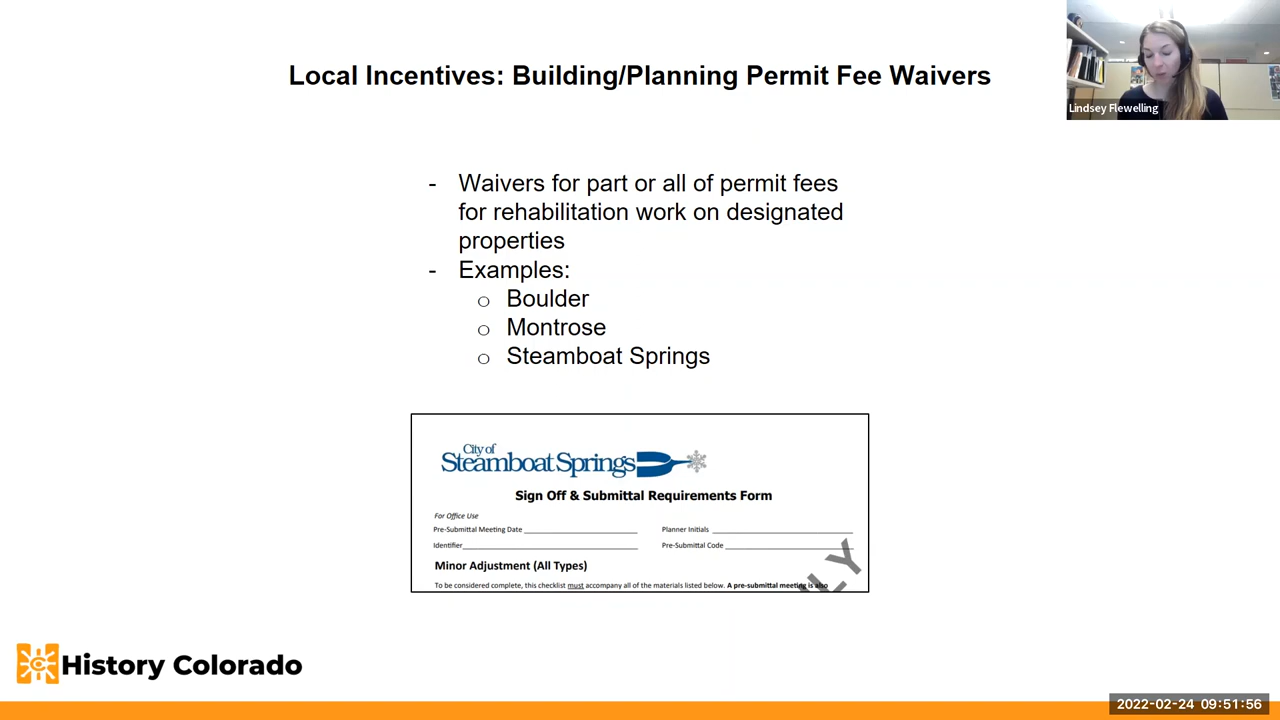 Local Incentives: Building/Planning Permit Fee Waivers
Lindsey Flewelling
- Waivers for part or all of permit fees
for rehabilitation work on designated
properties
- Examples:
o Boulder
o Montrose
o Steamboat Springs
City of
Steamboat Springs
Sign Off & Submittal Requirements Form
For Office Use
Pre-Submittal Meeting Date ____ Planner Initials ____
Identifier____ Pre-Submittal Code ____
Minor Adjustment (All Types)
To be considered complete, this checklist must accompany all of the materials listed below. A pre-submittal meeting is also
History Colorado
2022-02-24 09:51:56